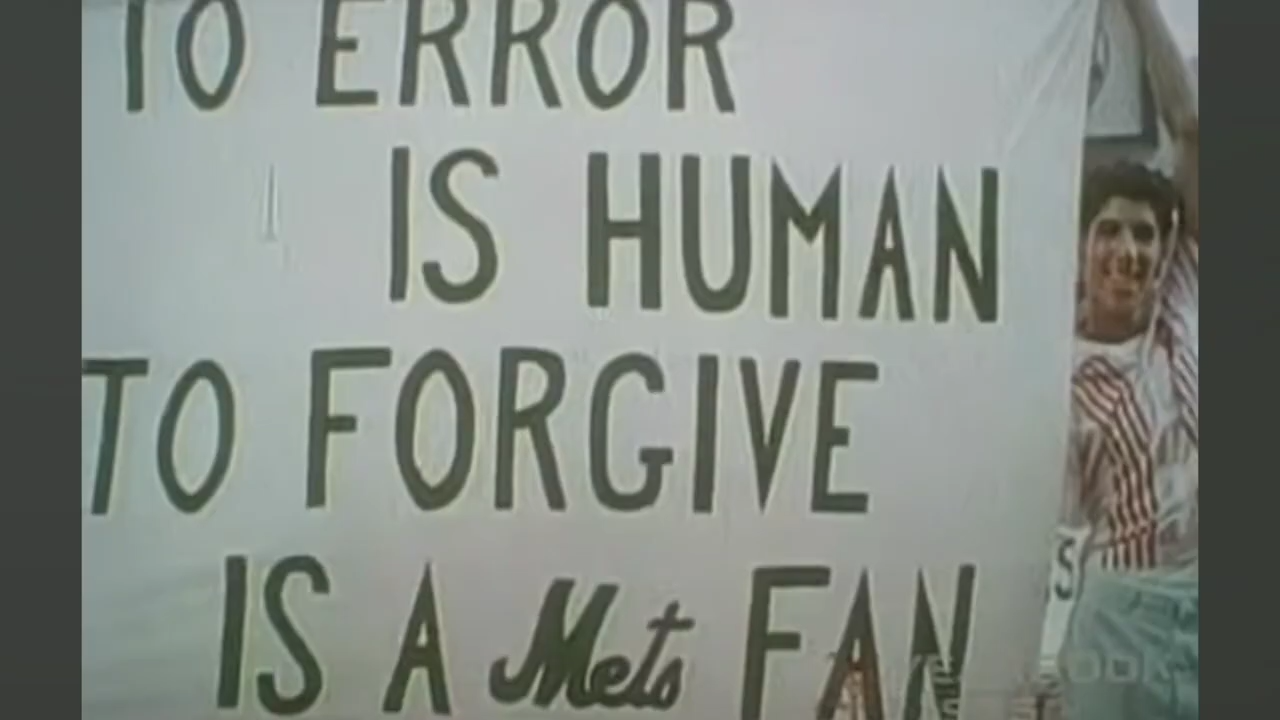 TO ERROR
IS HUMAN
TO FORGIVE
IS A Mets FAN